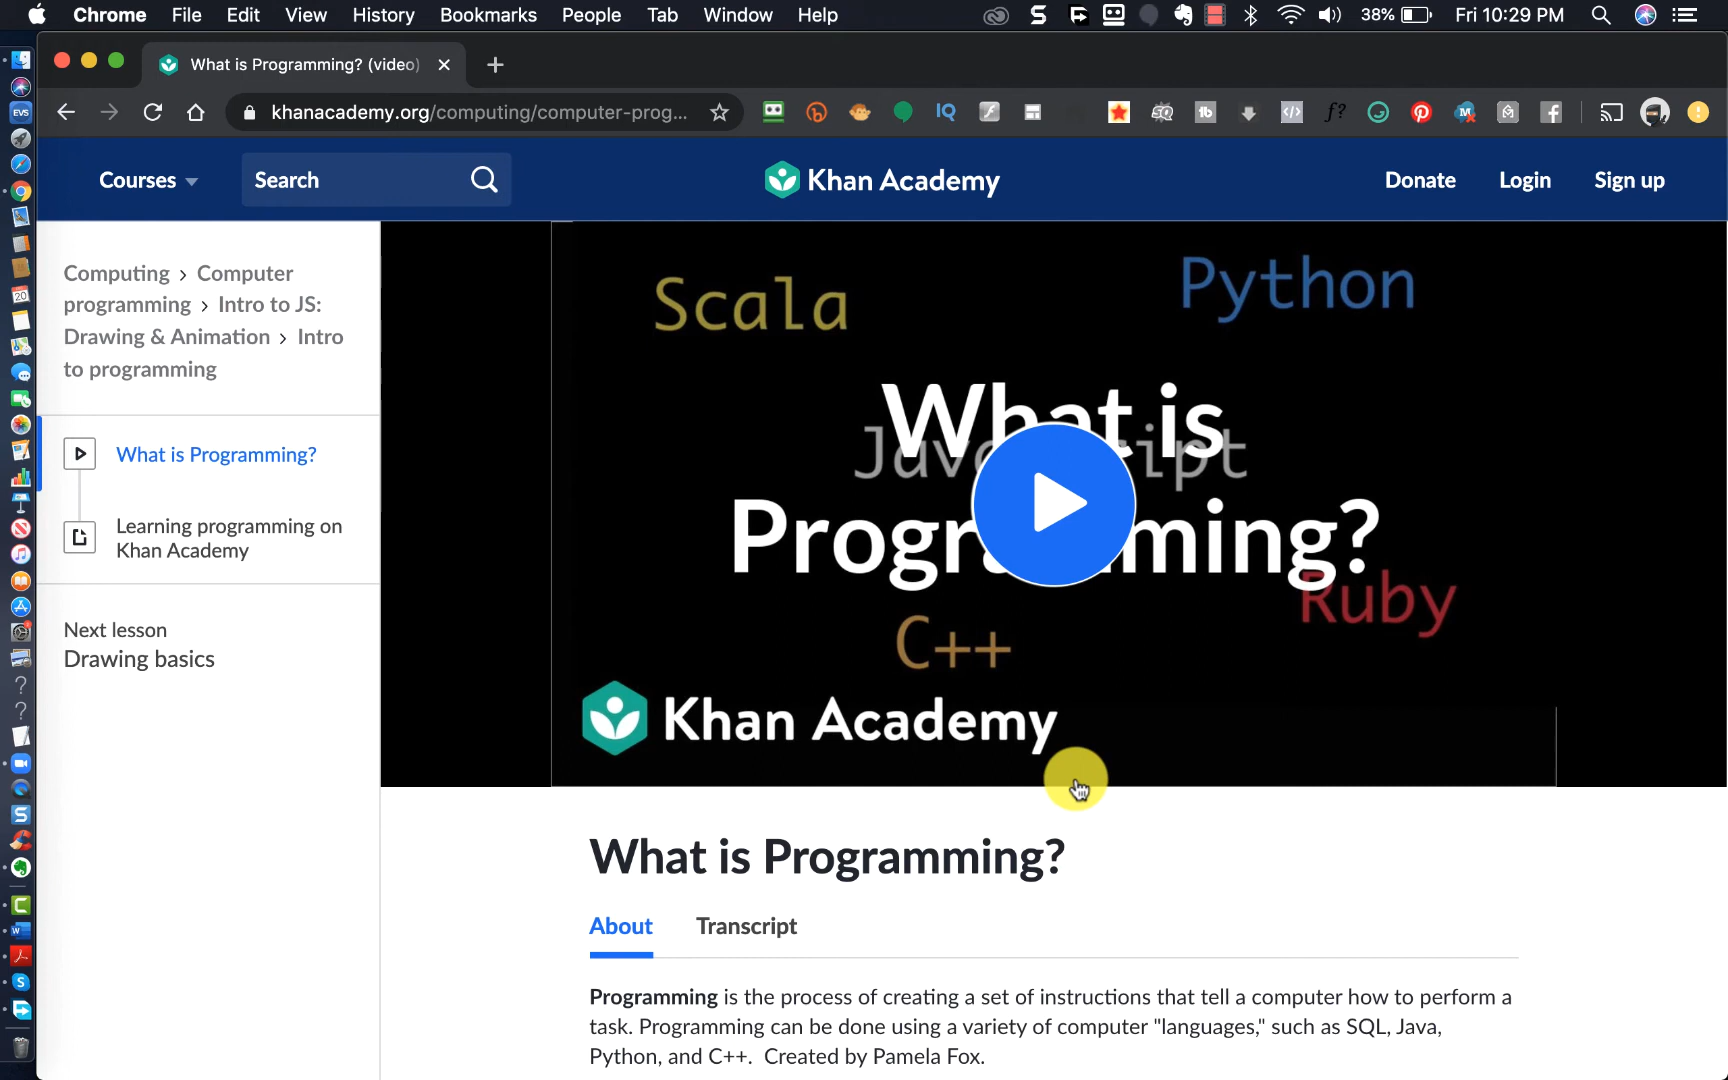 Chrome File Edit View History Bookmarks People Tab Window Help 38% Fri 10:29 PM
What is Programming? (video)
khanacademy.org/computing/computer-prog...
Courses Search Khan Academy Donate Login Sign up
Computing › Computer
programming › Intro to JS:
Drawing & Animation › Intro
to programming
What is Programming?
Learning programming on
Khan Academy
Next lesson
Drawing basics
Scala
Python
What is
Programming?
Ruby
C++
Khan Academy
What is Programming?
About Transcript
Programming is the process of creating a set of instructions that tell a computer how to perform a
task. Programming can be done using a variety of computer "languages," such as SQL, Java,
Python, and C++. Created by Pamela Fox.